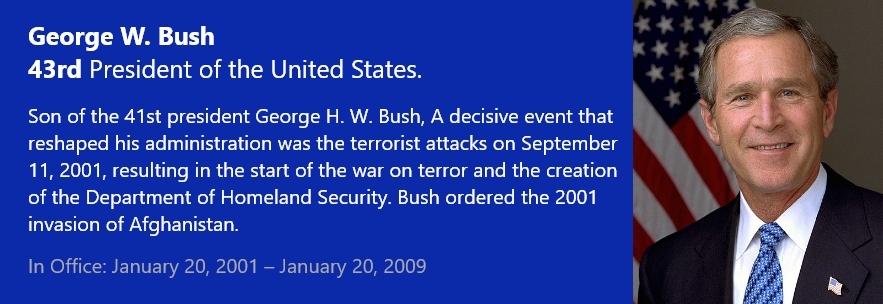 George W. Bush
43rd President of the United States.
Son of the 41st president George H. W. Bush, A decisive event that
reshaped his administration was the terrorist attacks on September
11, 2001, resulting in the start of the war on terror and the creation
of the Department of Homeland Security. Bush ordered the 2001
invasion of Afghanistan.
In Office: January 20, 2001 – January 20, 2009